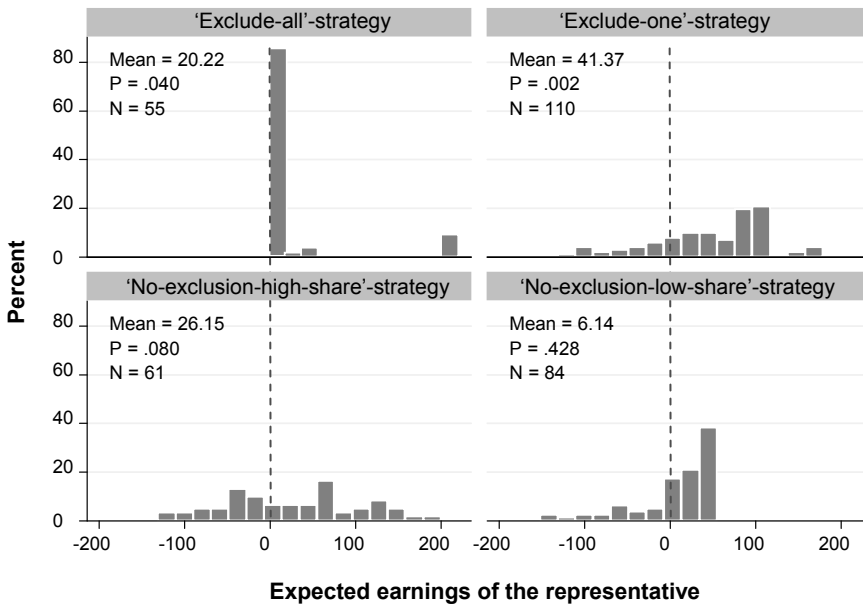 'Exclude-all'-strategy
Mean = 20.22
P = .040
N = 55
'Exclude-one'-strategy
Mean = 41.37
P = .002
N = 110
80
60
40
20
0
'No-exclusion-high-share'-strategy
Mean = 26.15
P = .080
N = 61
'No-exclusion-low-share'-strategy
Mean = 6.14
P = .428
N = 84
80
60
40
20
0
Percent
-200 -100 0 100 200 -200 -100 0 100 200
Expected earnings of the representative